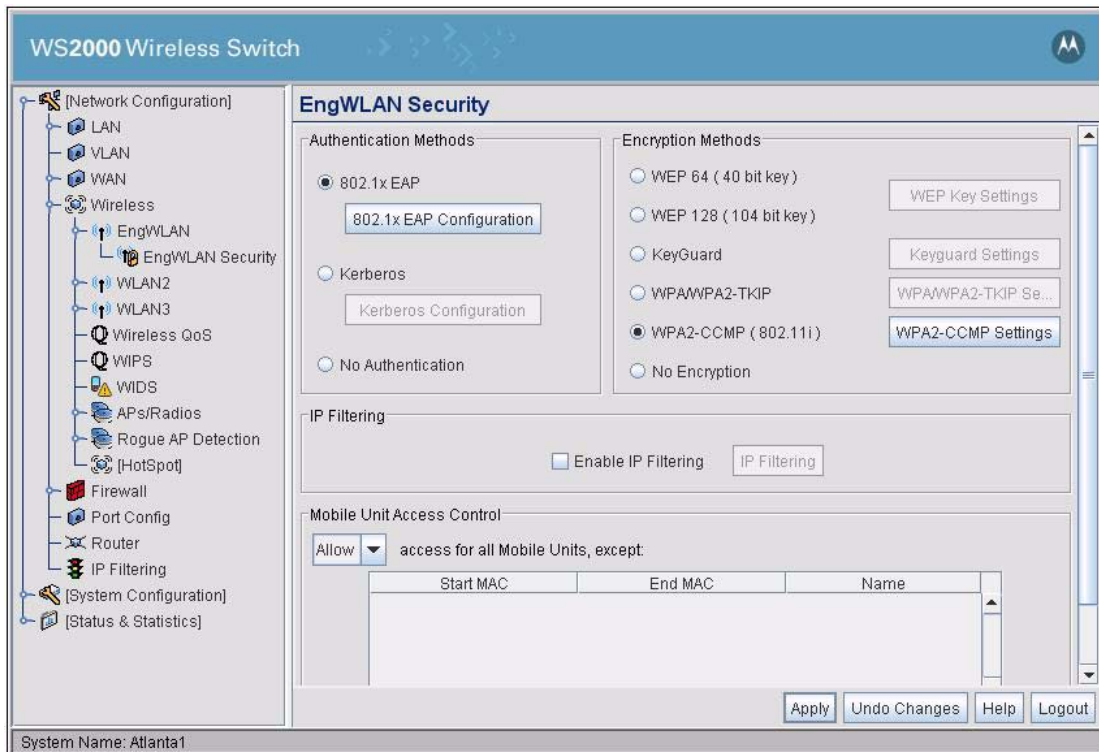 WS2000 Wireless Switch
[Network Configuration]
LAN
VLAN
WAN
Wireless
EngWLAN
EngWLAN Security
WLAN2
WLAN3
Wireless QoS
WIPS
WIDS
APs/Radios
Rogue AP Detection
[HotSpot]
Firewall
Port Config
Router
IP Filtering
[System Configuration]
[Status & Statistics]
EngWLAN Security
Authentication Methods
802.1x EAP
802.1x EAP Configuration
Kerberos
Kerberos Configuration
No Authentication
Encryption Methods
WEP 64 ( 40 bit key )
WEP 128 ( 104 bit key )
WEP Key Settings
KeyGuard
Keyguard Settings
WPA/WPA2-TKIP
WPA/WPA2-TKIP Se...
WPA2-CCMP ( 802.11i )
WPA2-CCMP Settings
No Encryption
IP Filtering
Enable IP Filtering
IP Filtering
Mobile Unit Access Control
Allow access for all Mobile Units, except:
Start MAC End MAC Name
Apply Undo Changes Help Logout
System Name: Atlanta1